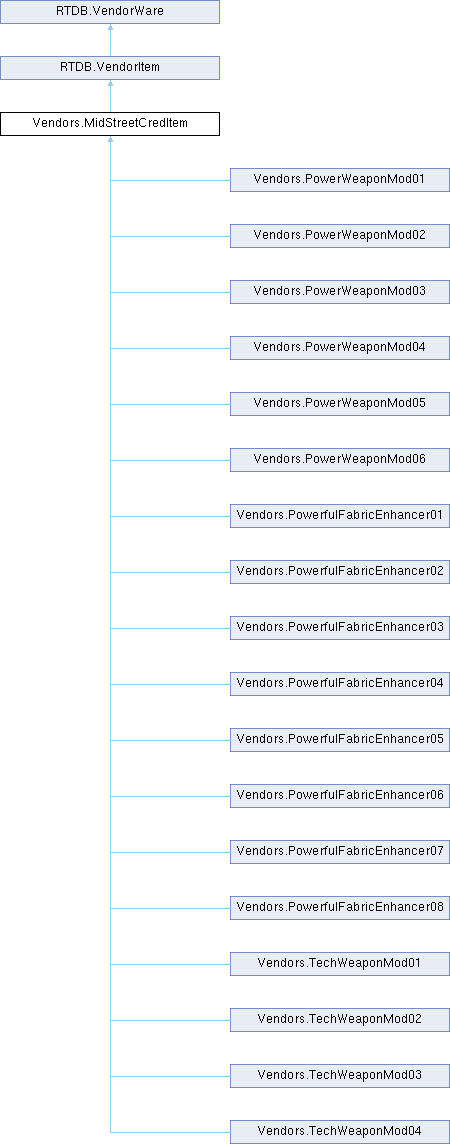 RTDB.VendorWare
RTDB.VendorItem
Vendors.MidStreetCredItem
Vendors.PowerWeaponMod01
Vendors.PowerWeaponMod02
Vendors.PowerWeaponMod03
Vendors.PowerWeaponMod04
Vendors.PowerWeaponMod05
Vendors.PowerWeaponMod06
Vendors.PowerfulFabricEnhancer01
Vendors.PowerfulFabricEnhancer02
Vendors.PowerfulFabricEnhancer03
Vendors.PowerfulFabricEnhancer04
Vendors.PowerfulFabricEnhancer05
Vendors.PowerfulFabricEnhancer06
Vendors.PowerfulFabricEnhancer07
Vendors.PowerfulFabricEnhancer08
Vendors.TechWeaponMod01
Vendors.TechWeaponMod02
Vendors.TechWeaponMod03
Vendors.TechWeaponMod04